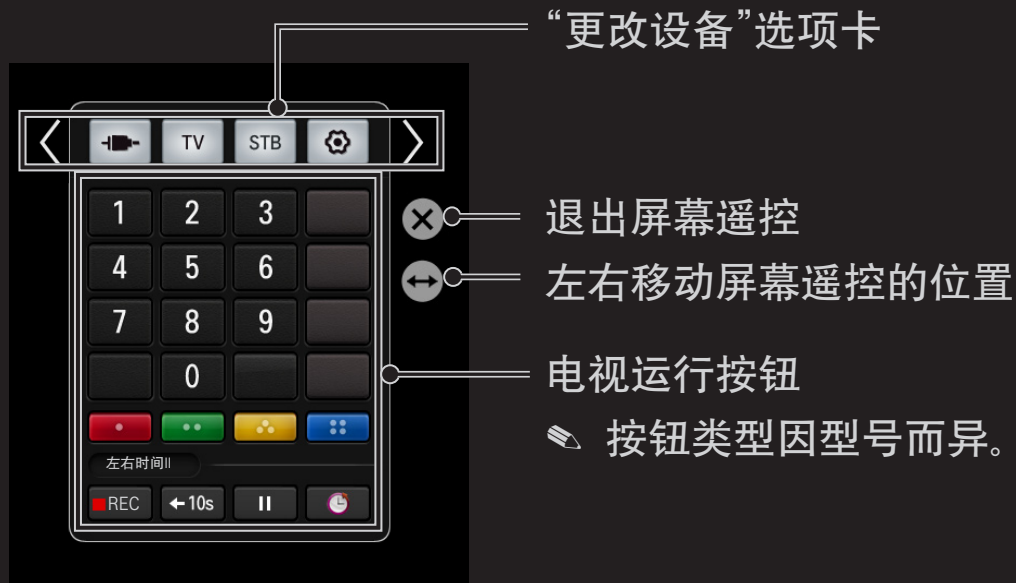 “更改设备”选项卡
TV STB
1 2 3
退出屏幕遥控
4 5 6
左右移动屏幕遥控的位置
7 8 9
0
电视运行按钮
✎ 按钮类型因型号而异。
左右时间II
REC ←10s